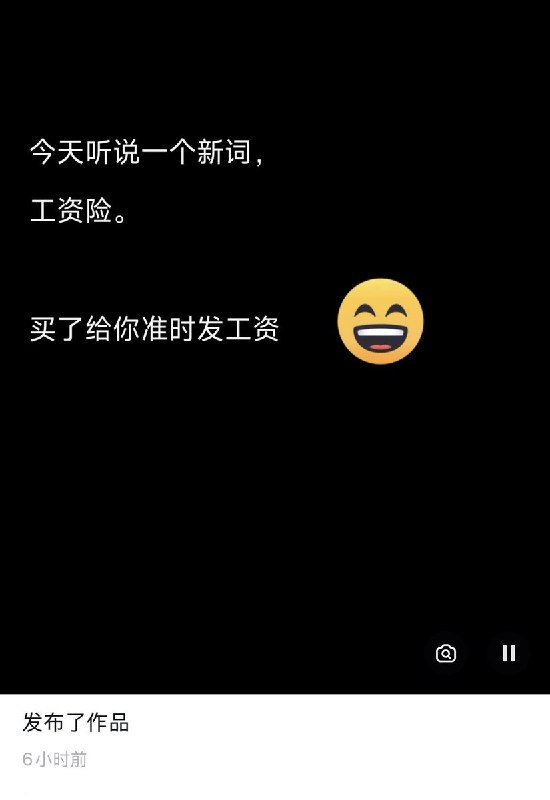 今天听说一个新词，
工资险。
买了给你准时发工资
发布了作品
6小时前